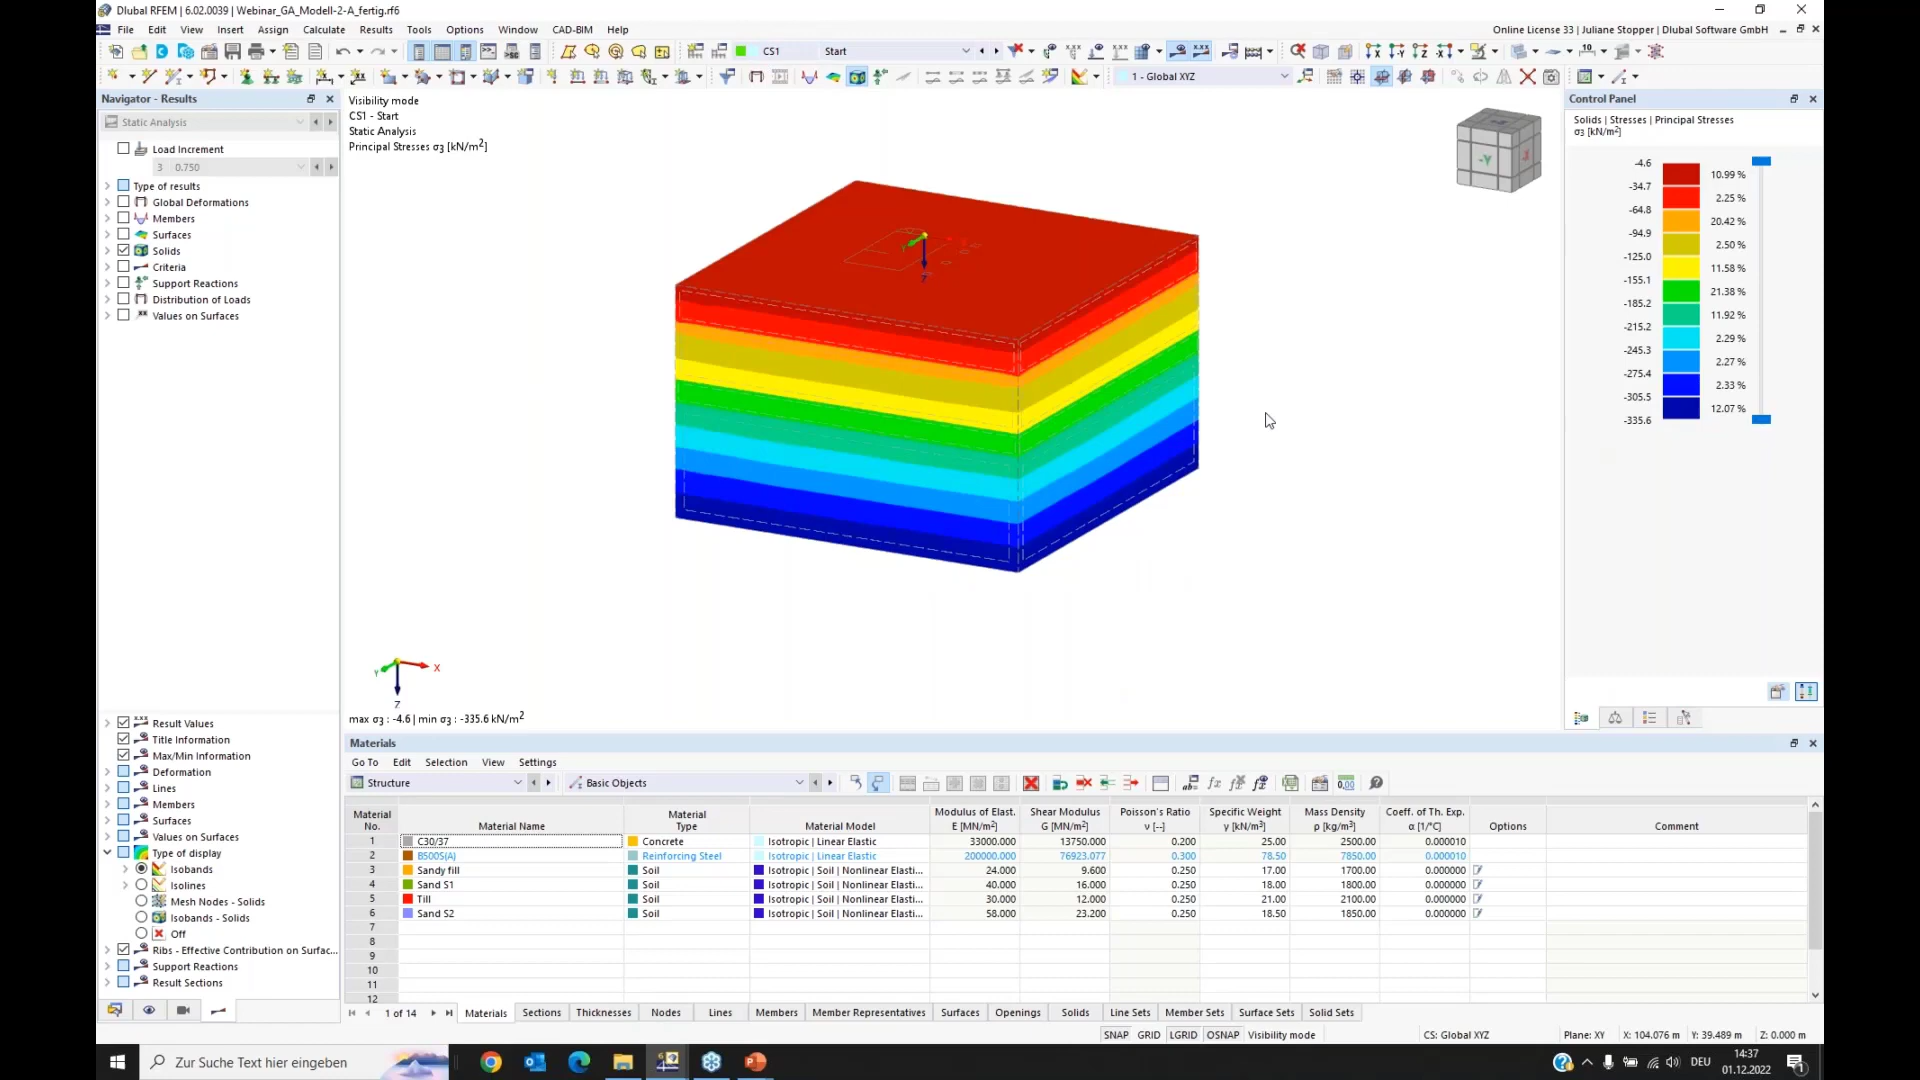 Dlubal RFEM | 6.02.0039 | Webinar_GA_Modell-2-A_fertig.rf6
File Edit View Insert Assign Calculate Results Tools Options Window CAD-BIM Help
Online License 33 | Juliane Stopper | Dlubal Software GmbH
CS1 Start
1 - Global XYZ
Navigator - Results
Static Analysis
Load Increment
3 0.750
Type of results
Global Deformations
Members
Surfaces
Solids
Criteria
Support Reactions
Distribution of Loads
Values on Surfaces
Result Values
Title Information
Max/Min Information
Deformation
Lines
Members
Surfaces
Values on Surfaces
Type of display
Isobands
Isolines
Mesh Nodes - Solids
Isobands - Solids
Off
Ribs - Effective Contribution on Surfac...
Support Reactions
Result Sections
Visibility mode
CS1 - Start
Static Analysis
Principal Stresses σ3 [kN/m²]
-Y X
Z
X
Y
Z
max σ3 : -4.6 | min σ3 : -335.6 kN/m²
Control Panel
Solids | Stresses | Principal Stresses
σ3 [kN/m²]
-4.6
10.99 %
-34.7
2.25 %
-64.8
20.42 %
-94.9
2.50 %
-125.0
11.58 %
-155.1
21.38 %
-185.2
11.92 %
-215.2
2.29 %
-245.3
2.27 %
-275.4
2.33 %
-305.5
12.07 %
-335.6
Materials
Go To Edit Selection View Settings
Structure Basic Objects
Material No. Material Name Material Type Material Model Modulus of Elast. E [MN/m²] Shear Modulus G [MN/m²] Poisson's Ratio ν [--] Specific Weight γ [kN/m³] Mass Density ρ [kg/m³] Coeff. of Th. Exp. α [1/°C] Options Comment
1 C30/37 Concrete Isotropic | Linear Elastic 33000.000 13750.000 0.200 25.00 2500.00 0.000010
2 B500S(A) Reinforcing Steel Isotropic | Linear Elastic 200000.000 76923.077 0.300 78.50 7850.00 0.000010
3 Sandy fill Soil Isotropic | Soil | Nonlinear Elasti... 24.000 9.600 0.250 17.00 1700.00 0.000000
4 Sand S1 Soil Isotropic | Soil | Nonlinear Elasti... 40.000 16.000 0.250 18.00 1800.00 0.000000
5 Till Soil Isotropic | Soil | Nonlinear Elasti... 30.000 12.000 0.250 21.00 2100.00 0.000000
6 Sand S2 Soil Isotropic | Soil | Nonlinear Elasti... 58.000 23.200 0.250 18.50 1850.00 0.000000
7
8
9
10
11
12
1 of 14 Materials Sections Thicknesses Nodes Lines Members Member Representatives Surfaces Openings Solids Line Sets Member Sets Surface Sets Solid Sets
SNAP GRID LGRID OSNAP Visibility mode CS: Global XYZ Plane: XY X: 104.076 m Y: 39.489 m Z: 0.000 m
Zur Suche Text hier eingeben
DEU
14:37
01.12.2022